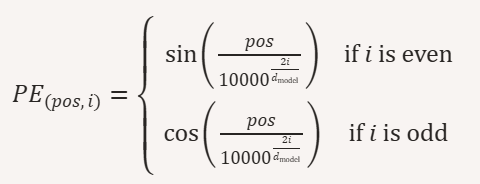 PE(pos,i) = { sin(pos / 10000^(2i / d_model)) if i is even
cos(pos / 10000^(2i / d_model)) if i is odd